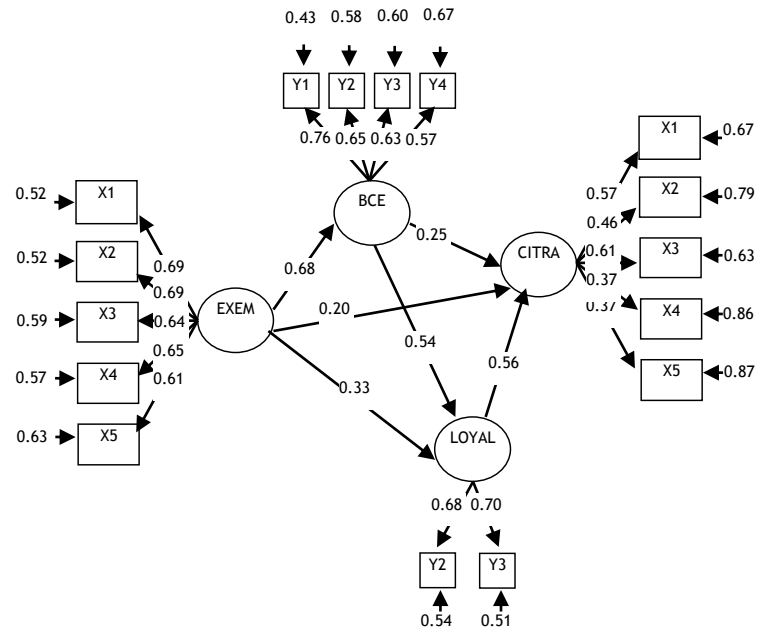 0.43 0.58 0.60 0.67
Y1 Y2 Y3 Y4
0.76 0.65 0.63 0.57
BCE
0.52 X1
0.52 X2
0.59 X3
0.57 X4
0.63 X5
0.69
0.69
0.64
0.65
0.61
EXEM
0.68
0.20
0.33
0.25
0.54
0.56
CITRA
0.57
0.46
0.61
0.37
0.37
X1 0.67
X2 0.79
X3 0.63
X4 0.86
X5 0.87
LOYAL
0.68 0.70
Y2 Y3
0.54 0.51